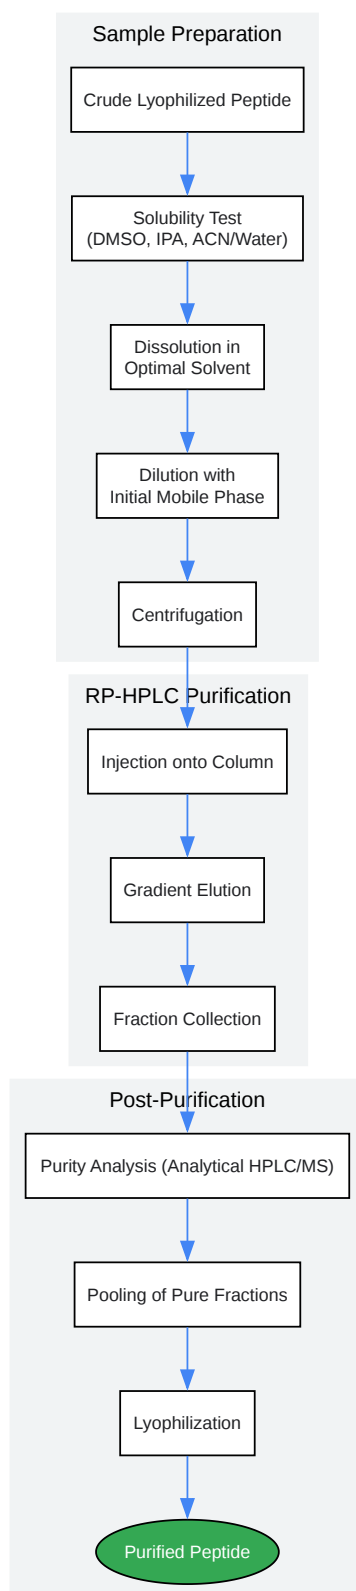 Sample Preparation
Crude Lyophilized Peptide
Solubility Test
(DMSO, IPA, ACN/Water)
Dissolution in
Optimal Solvent
Dilution with
Initial Mobile Phase
Centrifugation
RP-HPLC Purification
Injection onto Column
Gradient Elution
Fraction Collection
Post-Purification
Purity Analysis (Analytical HPLC/MS)
Pooling of Pure Fractions
Lyophilization
Purified Peptide